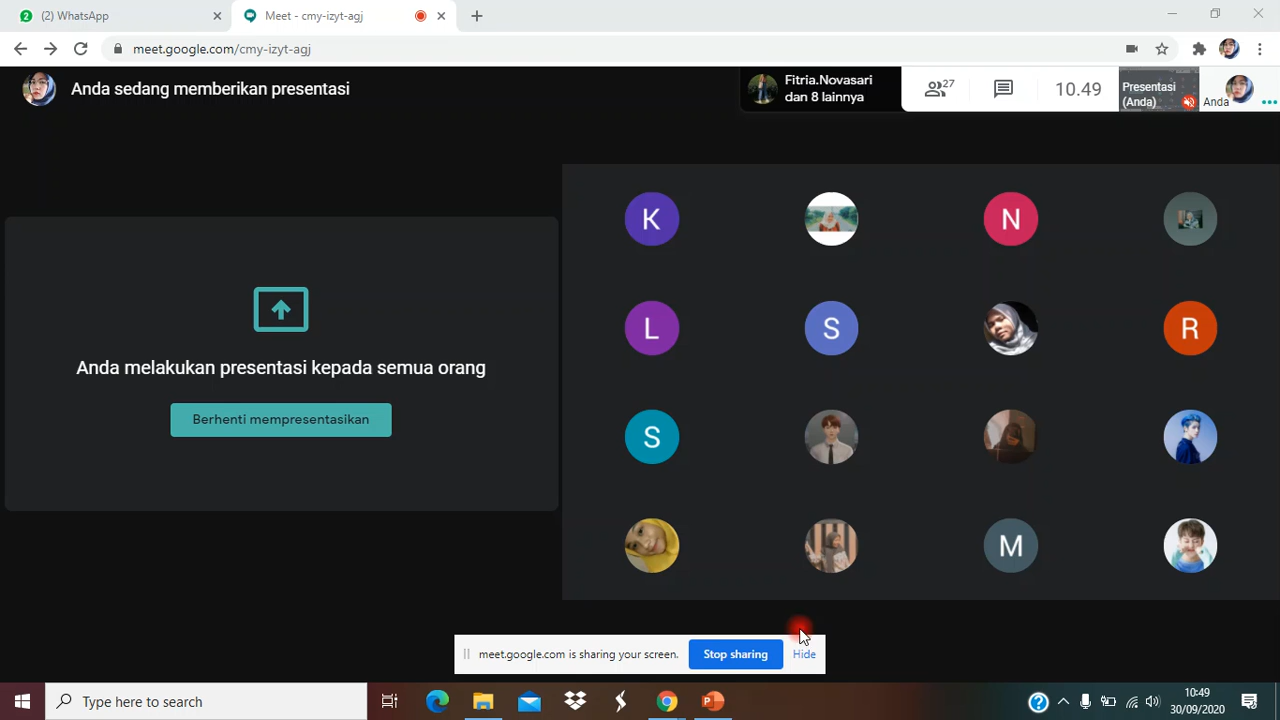 (2) WhatsApp
Meet - cmy-izyt-agj
meet.google.com/cmy-izyt-agj
Anda sedang memberikan presentasi
Fitria.Novasari
dan 8 lainnya
27
10.49
Presentasi
(Anda)
Anda
K
N
L
S
R
S
M
Anda melakukan presentasi kepada semua orang
Berhenti mempresentasikan
meet.google.com is sharing your screen.
Stop sharing
Hide
Type here to search
10:49
30/09/2020